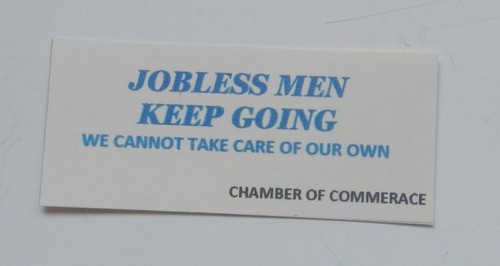 JOBLESS MEN
KEEP GOING
WE CANNOT TAKE CARE OF OUR OWN
CHAMBER OF COMMERACE